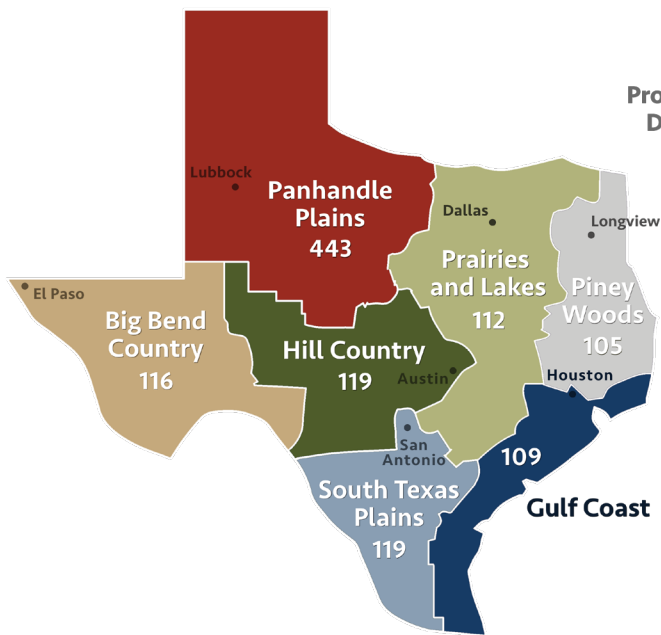 Pro
D
Lubbock
Panhandle
Plains
443
Dallas
Longview
Prairies
and Lakes
112
Piney
Woods
105
El Paso
Big Bend
Country
116
Hill Country
119
Austin
Houston
San
Antonio
109
South Texas
Plains
119
Gulf Coast